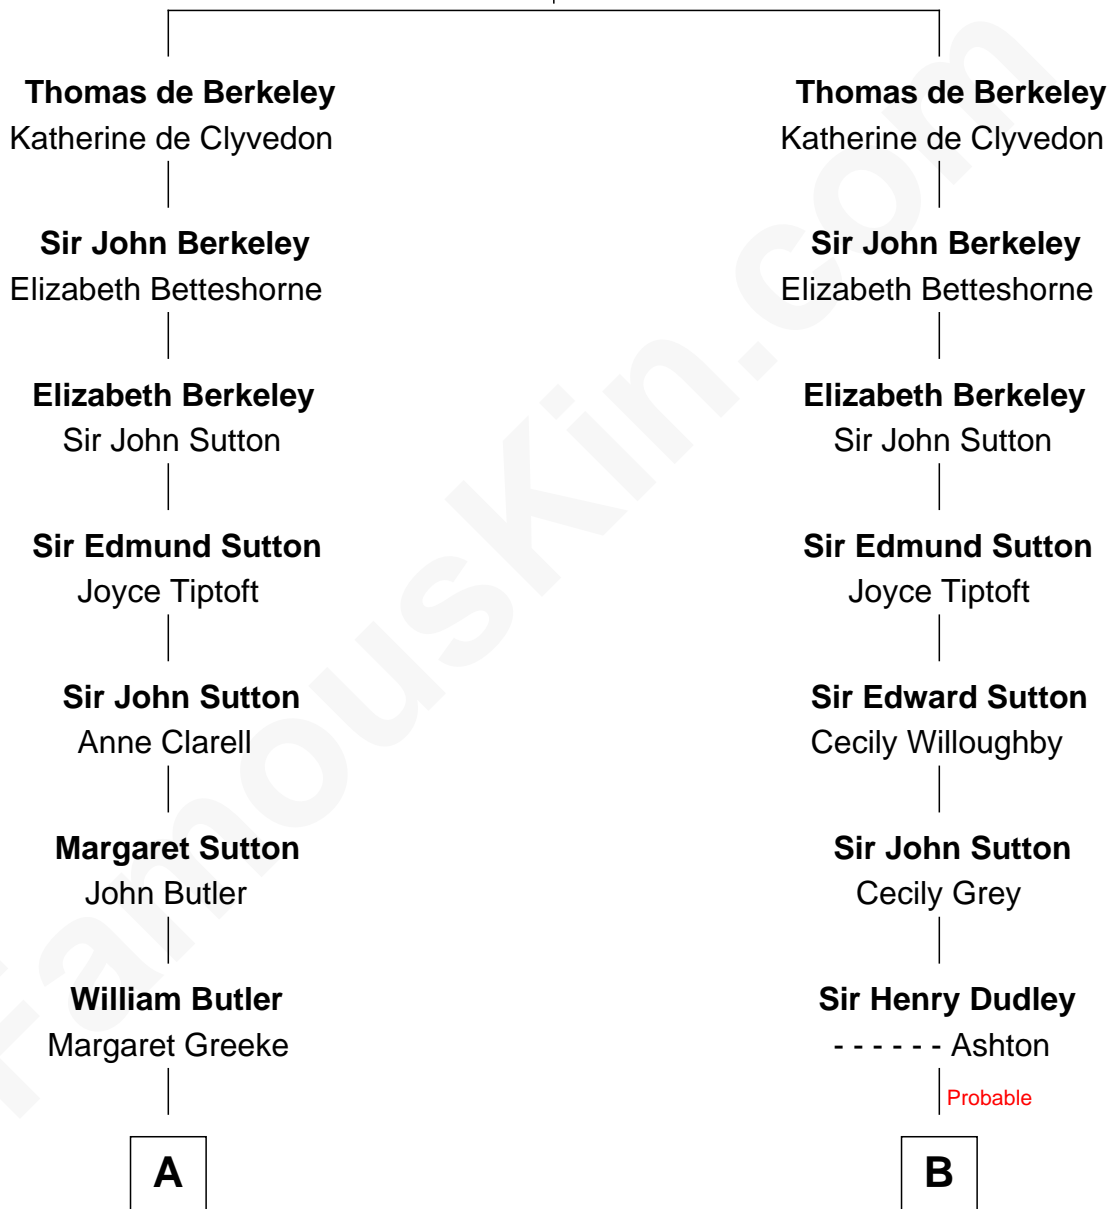 Thomas de Berkeley
Katherine de Clyvedon
Sir John Berkeley
Elizabeth Betteshorne
Elizabeth Berkeley
Sir John Sutton
Sir Edmund Sutton
Joyce Tiptoft
Sir John Sutton
Anne Clarell
Margaret Sutton
John Butler
William Butler
Margaret Greeke
A
Thomas de Berkeley
Katherine de Clyvedon
Sir John Berkeley
Elizabeth Betteshorne
Elizabeth Berkeley
Sir John Sutton
Sir Edmund Sutton
Joyce Tiptoft
Sir Edward Sutton
Cecily Willoughby
Sir John Sutton
Cecily Grey
Sir Henry Dudley
- - - - - - Ashton
Probable
B
FamousKin.com